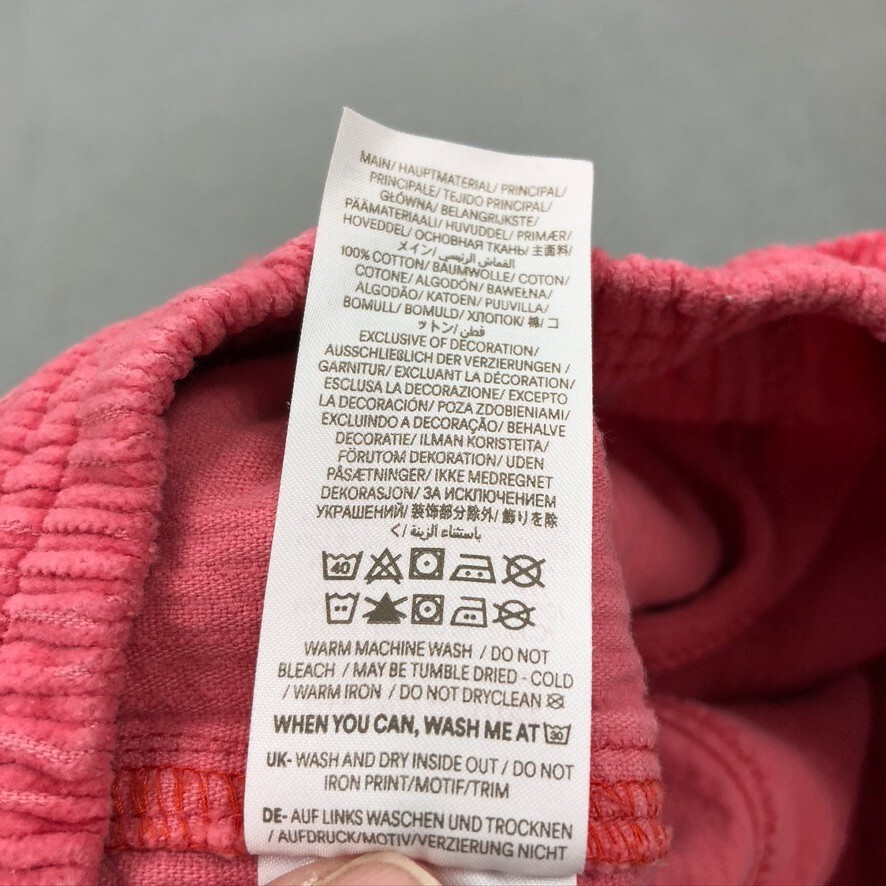 MAIN/ HAUPTMATERIAL/ PRINCIPAL/
PRINCIPALE/ TEJIDO PRINCIPAL/
GŁÓWNA/ BELANGRIJKSTE/
PÄÄMATERIAALI/ HUVUDDEL/ PRIMÆR/
HOVEDDEL/ ОСНОВНАЯ ТКАНЬ/ 主面料/
メイン/ القماش الرئيسي/
100% COTTON/ BAUMWOLLE/ COTON/
COTONE/ ALGODÓN/ BAWEŁNA/
ALGODÃO/ KATOEN/ PUUVILLA/
BOMULL/ BOMULD/ ХЛОПОК/ 棉/ コ
ットン/ قطن/
EXCLUSIVE OF DECORATION/
AUSSCHLIEẞLICH DER VERZIERUNGEN /
GARNITUR/ EXCLUANT LA DÉCORATION/
ESCLUSA LA DECORAZIONE/ EXCEPTO
LA DECORACIÓN/ POZA ZDOBIENIAMI/
EXCLUINDO A DECORAÇÃO/ BEHALVE
DECORATIE/ ILMAN KORISTEITA/
FÖRUTOM DEKORATION/ UDEN
PÅSÆTNINGER/ IKKE MEDREGNET
DEKORASJON/ ЗА ИСКЛЮЧЕНИЕМ
УКРАШЕНИЙ/ 装饰部分除外/ 飾りを除
く/ باستثناء الزينة/
40
WARM MACHINE WASH / DO NOT
BLEACH / MAY BE TUMBLE DRIED - COLD
/ WARM IRON / DO NOT DRYCLEAN
WHEN YOU CAN, WASH ME AT 30
UK- WASH AND DRY INSIDE OUT / DO NOT
IRON PRINT/MOTIF/TRIM
DE- AUF LINKS WASCHEN UND TROCKNEN
/ AUFDRUCK/MOTIV/VERZIERUNG NICHT